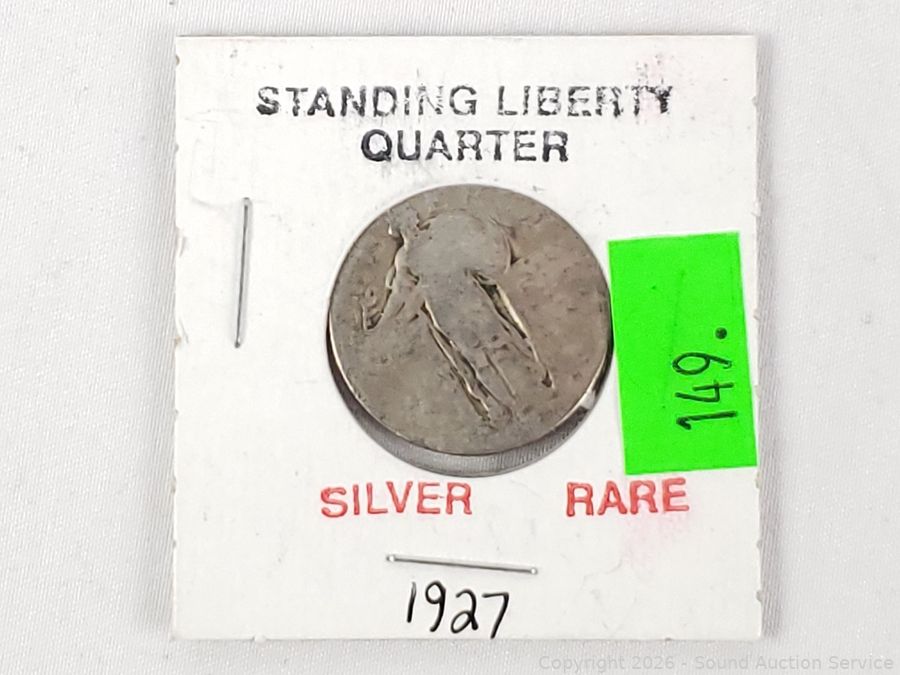 STANDING LIBERTY
QUARTER
149.
SILVER RARE
1927
Copyright 2026 - Sound Auction Service